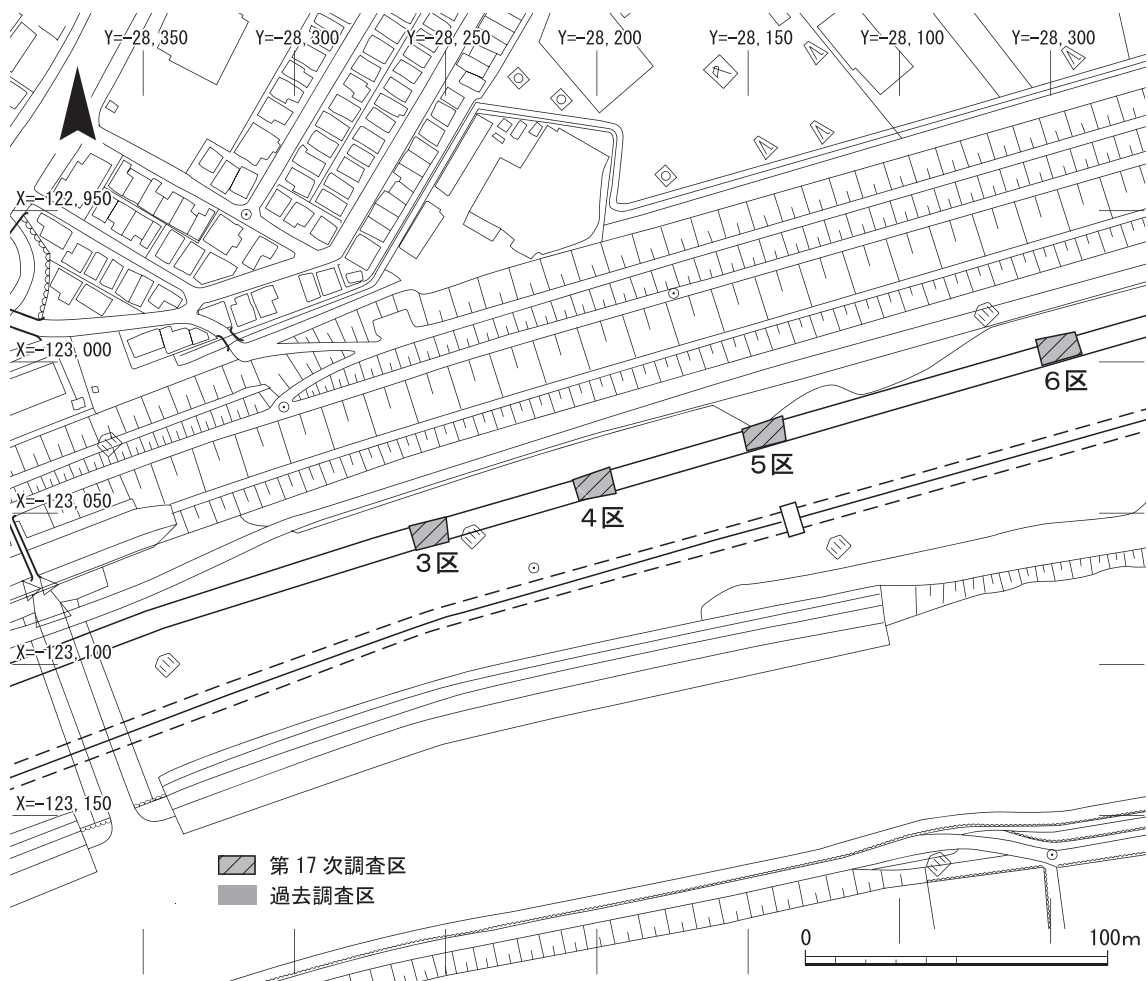 Y=-28,350
Y=-28,300
Y=-28,250
Y=-28,200
Y=-28,150
Y=-28,100
Y=-28,300
X=-122,950
X=-123,000
6区
5区
X=-123,050
4区
3区
X=-123,100
X=-123,150
第17次調査区
過去調査区
0 100m